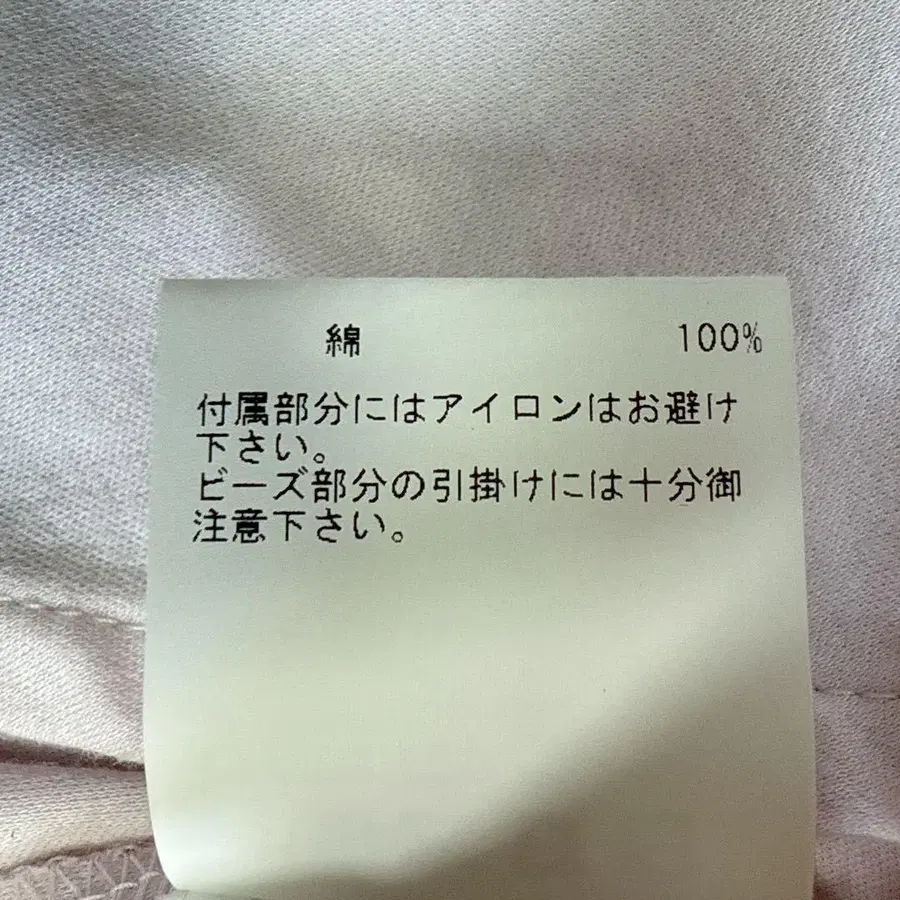 綿 100%
付属部分にはアイロンはお避け
下さい。
ビーズ部分の引掛けには十分御
注意下さい。